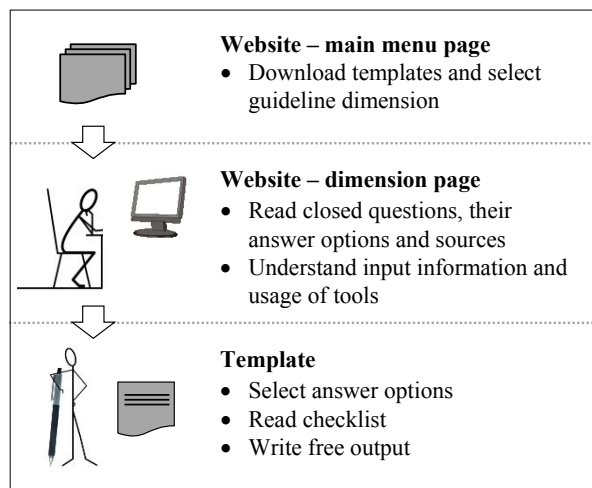 Website – main menu page
• Download templates and select
guideline dimension
Website – dimension page
• Read closed questions, their
answer options and sources
• Understand input information and
usage of tools
Template
• Select answer options
• Read checklist
• Write free output